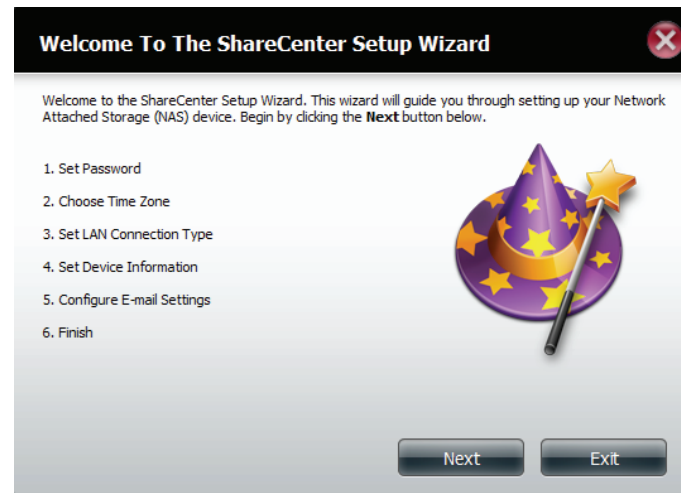 Welcome To The ShareCenter Setup Wizard
Welcome to the ShareCenter Setup Wizard. This wizard will guide you through setting up your Network
Attached Storage (NAS) device. Begin by clicking the Next button below.
1. Set Password
2. Choose Time Zone
3. Set LAN Connection Type
4. Set Device Information
5. Configure E-mail Settings
6. Finish
Next
Exit